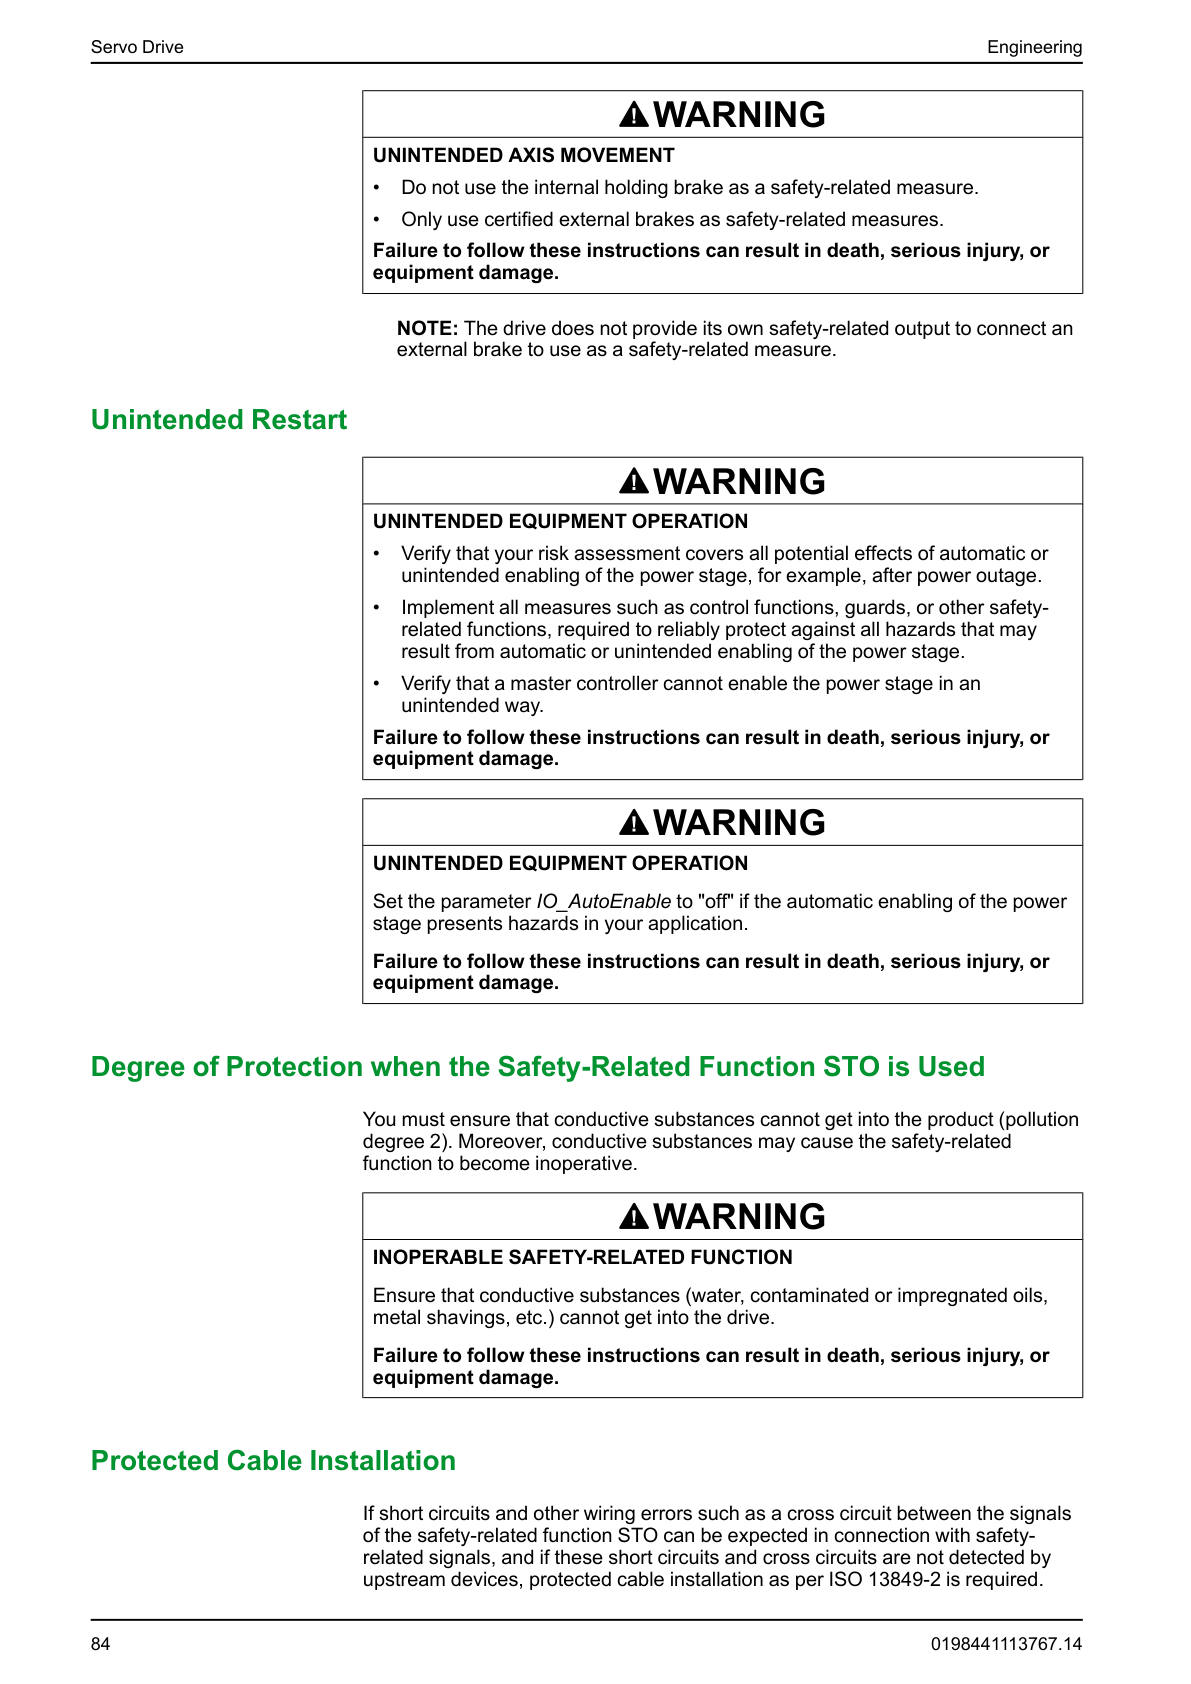 Servo Drive
Engineering
WARNING
UNINTENDED AXIS MOVEMENT
• Do not use the internal holding brake as a safety-related measure.
• Only use certified external brakes as safety-related measures.
Failure to follow these instructions can result in death, serious injury, or
equipment damage.
NOTE: The drive does not provide its own safety-related output to connect an
external brake to use as a safety-related measure.
Unintended Restart
WARNING
UNINTENDED EQUIPMENT OPERATION
• Verify that your risk assessment covers all potential effects of automatic or
unintended enabling of the power stage, for example, after power outage.
• Implement all measures such as control functions, guards, or other safety-
related functions, required to reliably protect against all hazards that may
result from automatic or unintended enabling of the power stage.
• Verify that a master controller cannot enable the power stage in an
unintended way.
Failure to follow these instructions can result in death, serious injury, or
equipment damage.
WARNING
UNINTENDED EQUIPMENT OPERATION
Set the parameter IO_AutoEnable to "off" if the automatic enabling of the power
stage presents hazards in your application.
Failure to follow these instructions can result in death, serious injury, or
equipment damage.
Degree of Protection when the Safety-Related Function STO is Used
You must ensure that conductive substances cannot get into the product (pollution
degree 2). Moreover, conductive substances may cause the safety-related
function to become inoperative.
WARNING
INOPERABLE SAFETY-RELATED FUNCTION
Ensure that conductive substances (water, contaminated or impregnated oils,
metal shavings, etc.) cannot get into the drive.
Failure to follow these instructions can result in death, serious injury, or
equipment damage.
Protected Cable Installation
If short circuits and other wiring errors such as a cross circuit between the signals
of the safety-related function STO can be expected in connection with safety-
related signals, and if these short circuits and cross circuits are not detected by
upstream devices, protected cable installation as per ISO 13849-2 is required.
84
0198441113767.14